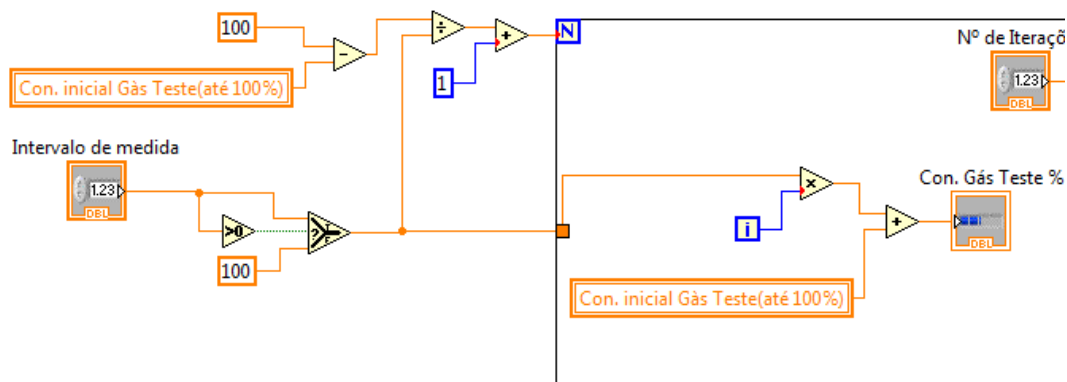 100
÷
+
N
Nº de Iteraçõ
-
1
1.23
DBL
Con. inicial Gàs Teste(até 100%)
Intervalo de medida
1.23
DBL
>0
? T F
100
x
i
+
Con. Gás Teste %
DBL
Con. inicial Gàs Teste(até 100%)